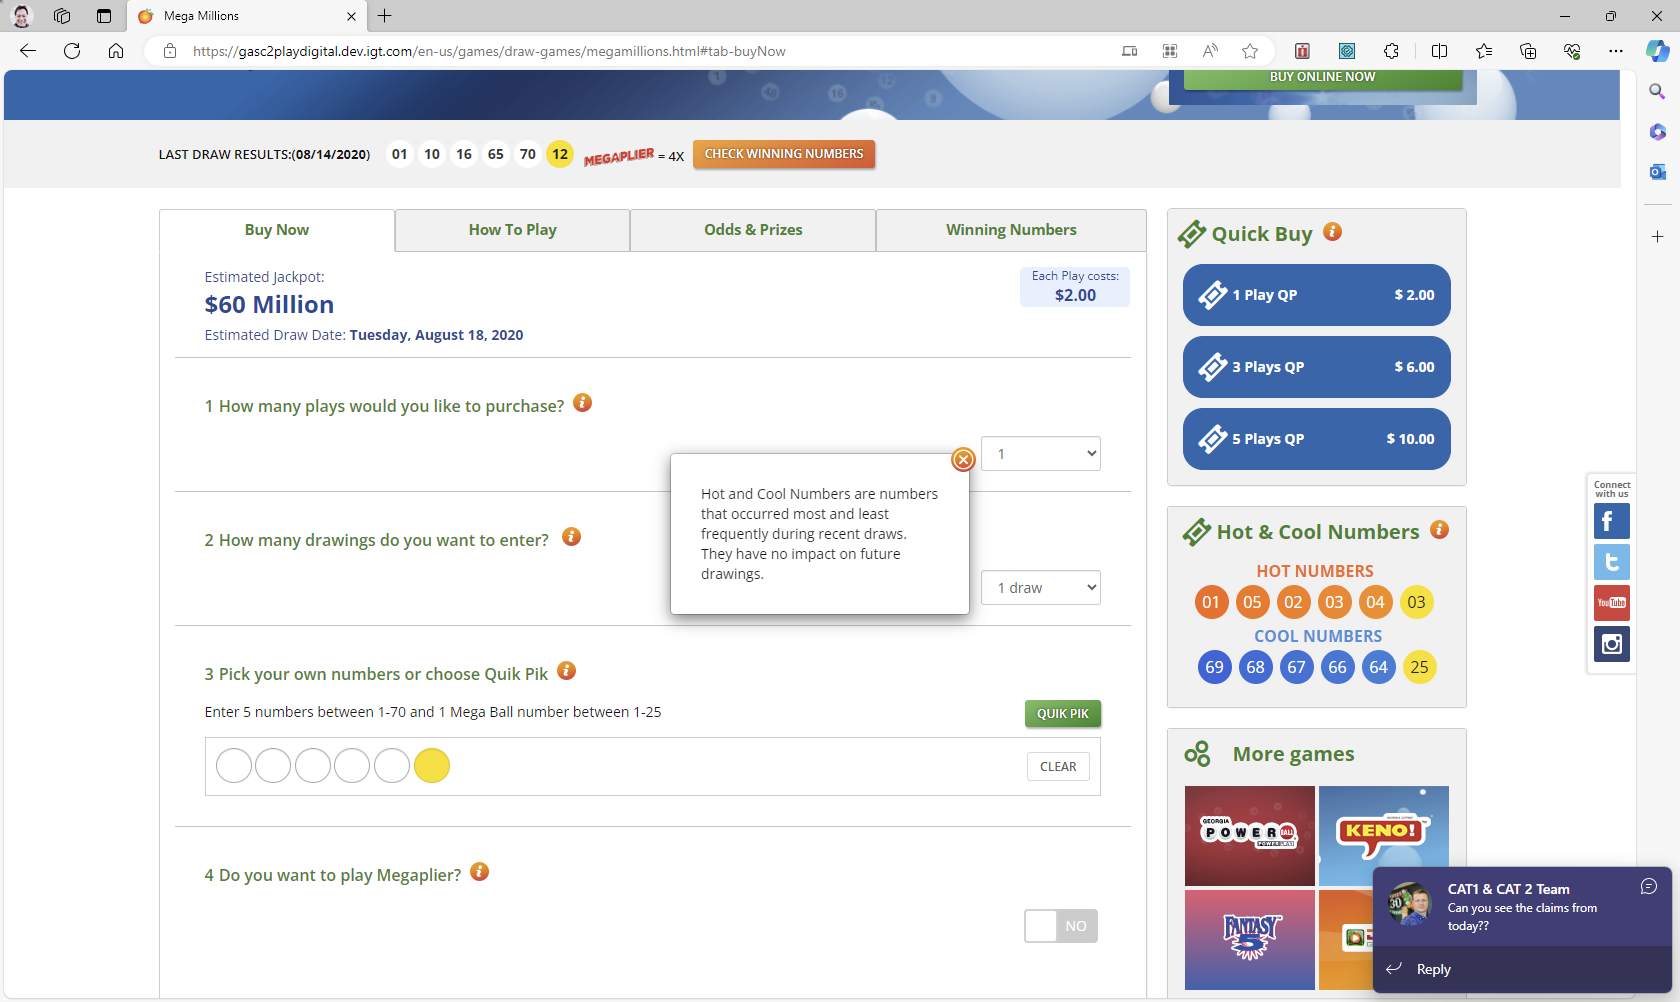 Mega Millions
https://gasc2playdigital.dev.igt.com/en-us/games/draw-games/megamillions.html#tab-buyNow
BUY ONLINE NOW
LAST DRAW RESULTS:(08/14/2020) 01 10 16 65 70 12 MEGAPLIER = 4X CHECK WINNING NUMBERS
Buy Now How To Play Odds & Prizes Winning Numbers
Estimated Jackpot:
$60 Million
Estimated Draw Date: Tuesday, August 18, 2020
Each Play costs:
$2.00
1 How many plays would you like to purchase?
1
2 How many drawings do you want to enter?
1 draw
Hot and Cool Numbers are numbers
that occurred most and least
frequently during recent draws.
They have no impact on future
drawings.
3 Pick your own numbers or choose Quik Pik
Enter 5 numbers between 1-70 and 1 Mega Ball number between 1-25
QUIK PIK
CLEAR
4 Do you want to play Megaplier?
NO
Quick Buy
1 Play QP $ 2.00
3 Plays QP $ 6.00
5 Plays QP $ 10.00
Hot & Cool Numbers
HOT NUMBERS
01 05 02 03 04 03
COOL NUMBERS
69 68 67 66 64 25
More games
GEORGIA
POWERBALL
POWER PLAY
KENO!
FANTASY 5
Connect
with us
YouTube
CAT1 & CAT 2 Team
Can you see the claims from
today??
Reply